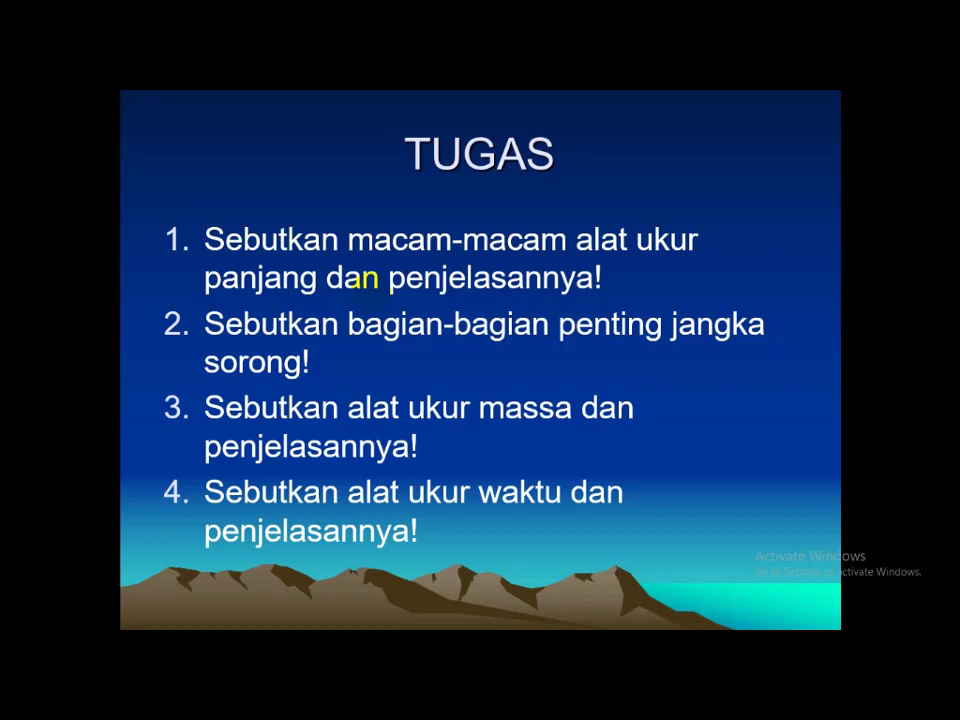 TUGAS
1. Sebutkan macam-macam alat ukur
panjang dan penjelasannya!
2. Sebutkan bagian-bagian penting jangka
sorong!
3. Sebutkan alat ukur massa dan
penjelasannya!
4. Sebutkan alat ukur waktu dan
penjelasannya!
Activate Windows
Go to Settings to activate Windows.